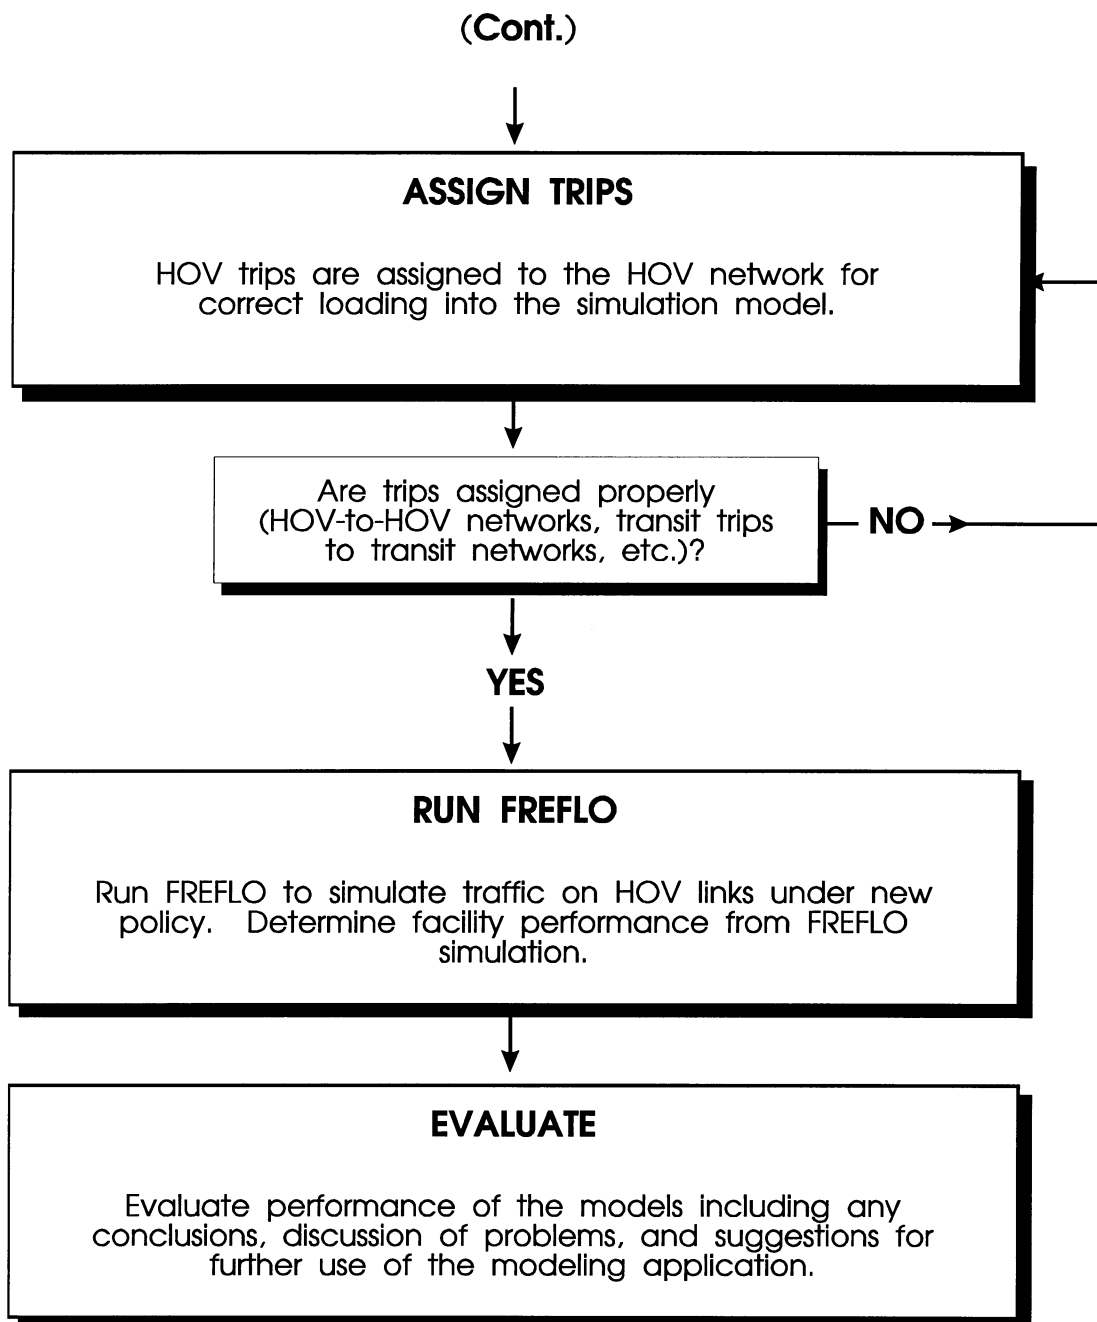 (Cont.)
ASSIGN TRIPS
HOV trips are assigned to the HOV network for
correct loading into the simulation model.
Are trips assigned properly
(HOV-to-HOV networks, transit trips
to transit networks, etc.)?
NO
YES
RUN FREFLO
Run FREFLO to simulate traffic on HOV links under new
policy. Determine facility performance from FREFLO
simulation.
EVALUATE
Evaluate performance of the models including any
conclusions, discussion of problems, and suggestions for
further use of the modeling application.